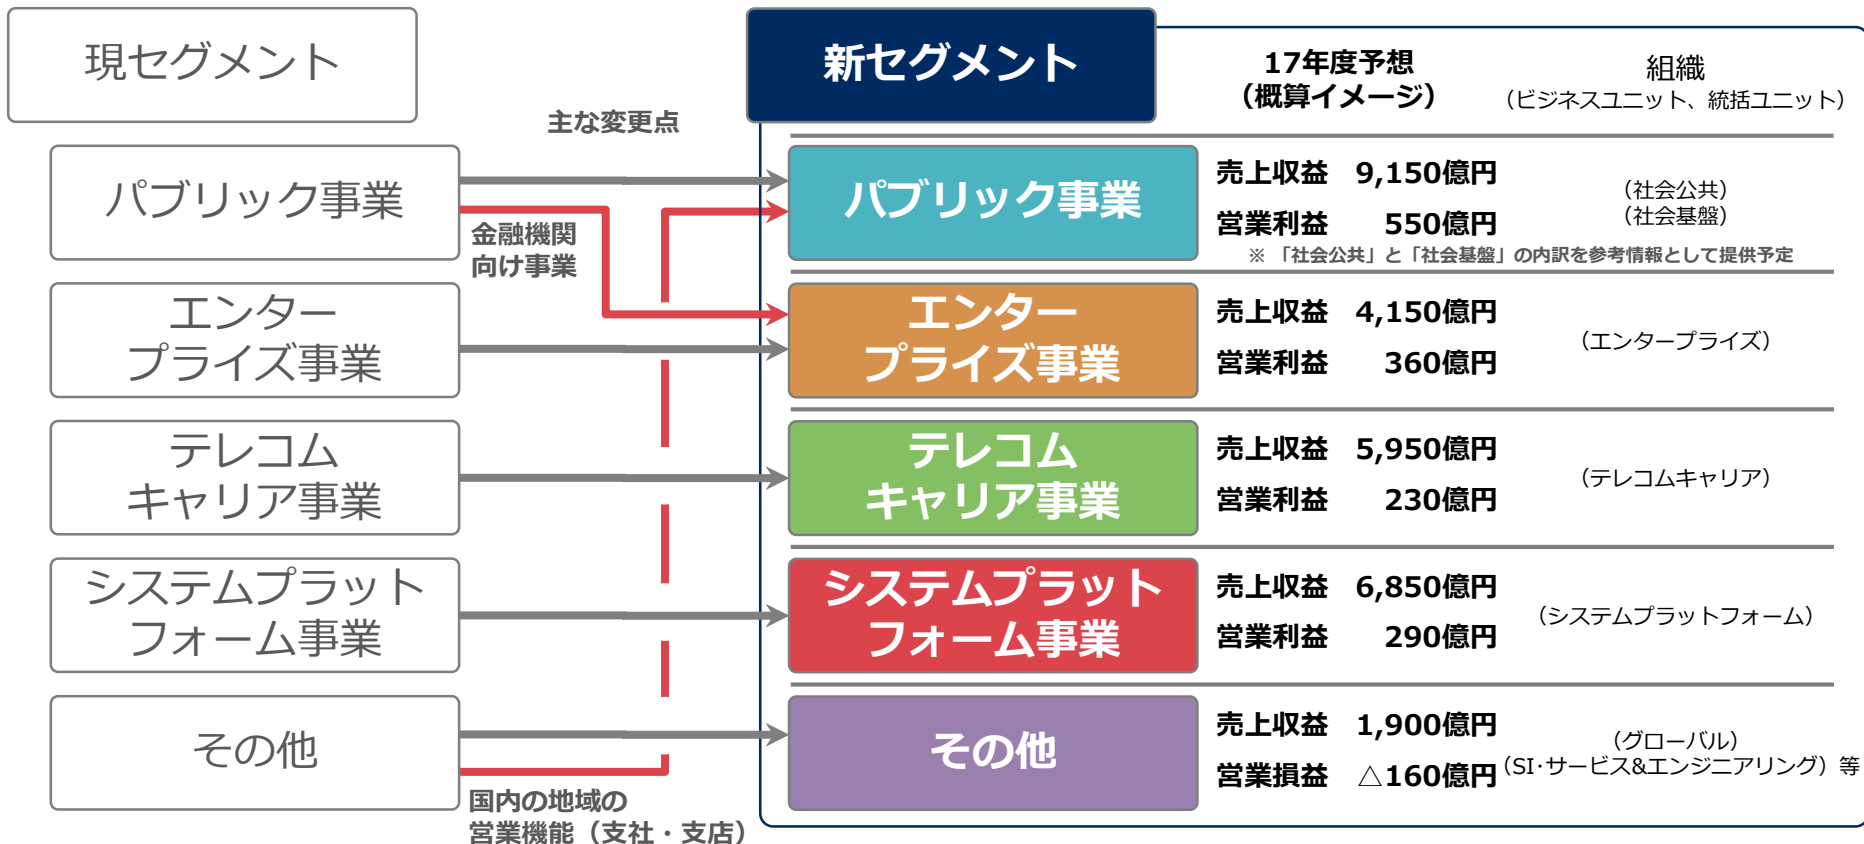 現セグメント
主な変更点
新セグメント
17年度予想
（概算イメージ）
組織
（ビジネスユニット、統括ユニット）
パブリック事業
金融機関
向け事業
パブリック事業
売上収益 9,150億円
営業利益 550億円
※ 「社会公共」と「社会基盤」の内訳を参考情報として提供予定
（社会公共）
（社会基盤）
エンター
プライズ事業
エンター
プライズ事業
売上収益 4,150億円
営業利益 360億円
（エンタープライズ）
テレコム
キャリア事業
テレコム
キャリア事業
売上収益 5,950億円
営業利益 230億円
（テレコムキャリア）
システムプラット
フォーム事業
システムプラット
フォーム事業
売上収益 6,850億円
営業利益 290億円
（システムプラットフォーム）
その他
国内の地域の
営業機能（支社・支店）
その他
売上収益 1,900億円
営業損益 △160億円
（グローバル）
（SI･サービス&エンジニアリング）等